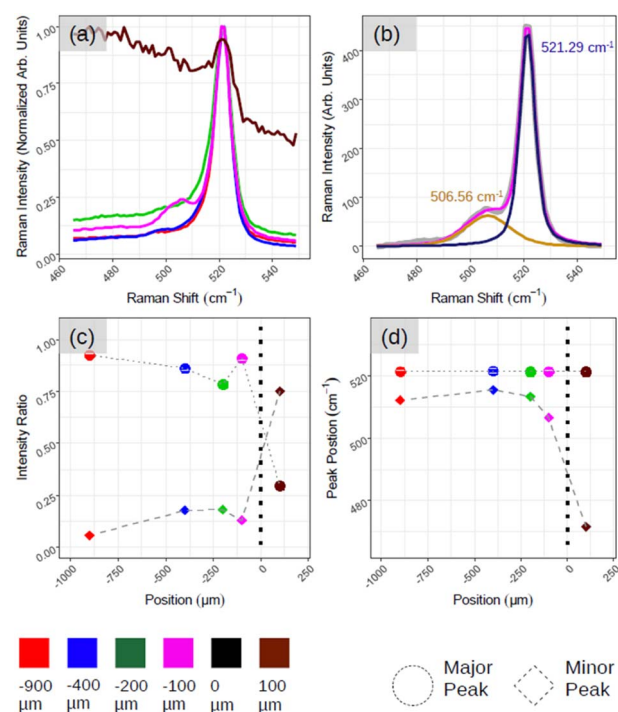 (a)
Raman Intensity (Normalized Arb. Units)
1.00
0.75
0.50
0.25
0.00
460
480
500
520
540
Raman Shift (cm⁻¹)
(b)
Raman Intensity (Arb. Units)
400
300
200
100
0
521.29 cm⁻¹
506.56 cm⁻¹
460
480
500
520
540
Raman Shift (cm⁻¹)
(c)
Intensity Ratio
1.00
0.75
0.50
0.25
0.00
-1000
-750
-500
-250
0
250
Position (µm)
(d)
Peak Postion (cm⁻¹)
520
500
480
-1000
-750
-500
-250
0
250
Position (µm)
-900 µm
-400 µm
-200 µm
-100 µm
0 µm
100 µm
Major
Peak
Minor
Peak